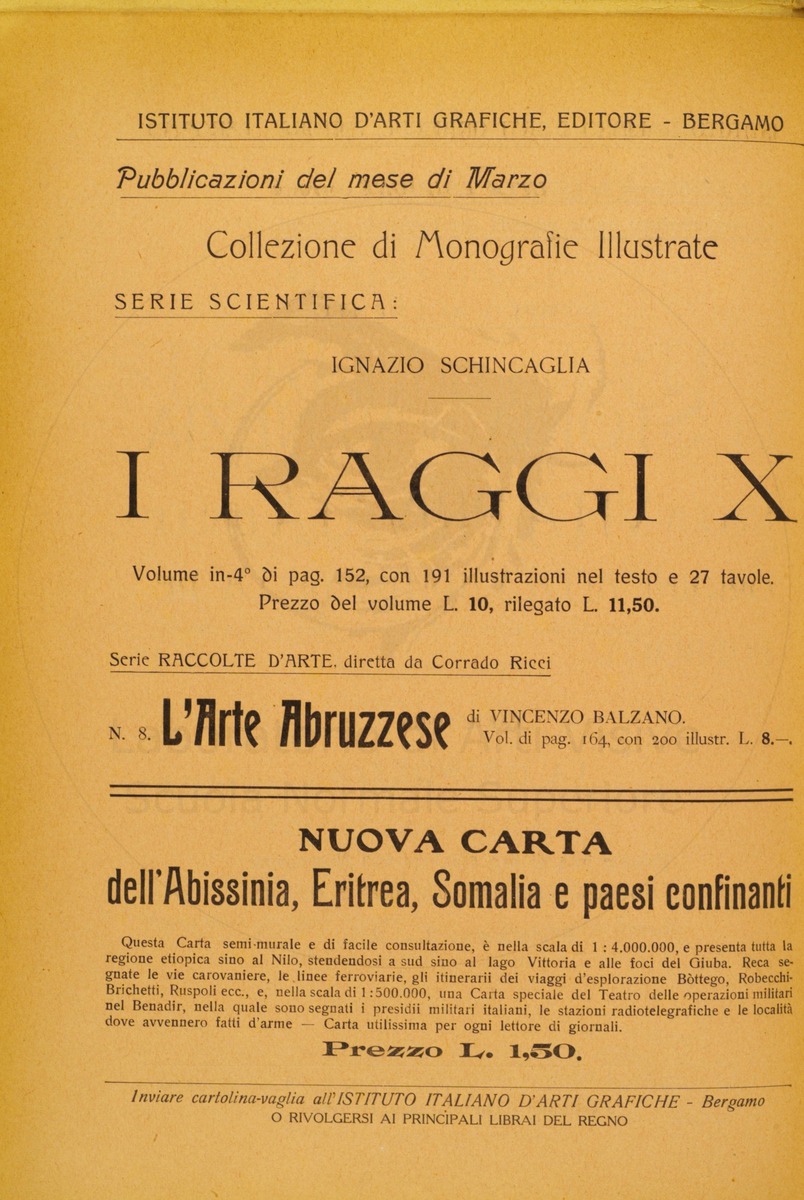 ISTITUTO ITALIANO D'ARTI GRAFICHE, EDITORE - BERGAMO
Pubblicazioni del mese di Marzo
Collezione di Monografie Illustrate
SERIE SCIENTIFICA:
IGNAZIO SCHINCAGLIA
I RAGGI X
Volume in-4° di pag. 152, con 191 illustrazioni nel testo e 27 tavole.
Prezzo del volume L. 10, rilegato L. 11,50.
Serie RACCOLTE D'ARTE, diretta da Corrado Ricci
N. 8. L'Arte Abruzzese di VINCENZO BALZANO.
Vol. di pag. 164, con 200 illustr. L. 8.—.
NUOVA CARTA
dell'Abissinia, Eritrea, Somalia e paesi confinanti
Questa Carta semi-murale e di facile consultazione, è nella scala di 1 : 4.000.000, e presenta tutta la
regione etiopica sino al Nilo, stendendosi a sud sino al lago Vittoria e alle foci del Giuba. Reca se-
gnate le vie carovaniere, le linee ferroviarie, gli itinerarii dei viaggi d'esplorazione Bòttego, Robecchi-
Brichetti, Ruspoli ecc., e, nella scala di 1 :500.000, una Carta speciale del Teatro delle operazioni militari
nel Benadir, nella quale sono segnati i presidii militari italiani, le stazioni radiotelegrafiche e le località
dove avvennero fatti d'arme — Carta utilissima per ogni lettore di giornali.
Prezzo L. 1,50.
Inviare cartolina-vaglia all'ISTITUTO ITALIANO D'ARTI GRAFICHE - Bergamo
O RIVOLGERSI AI PRINCIPALI LIBRAI DEL REGNO